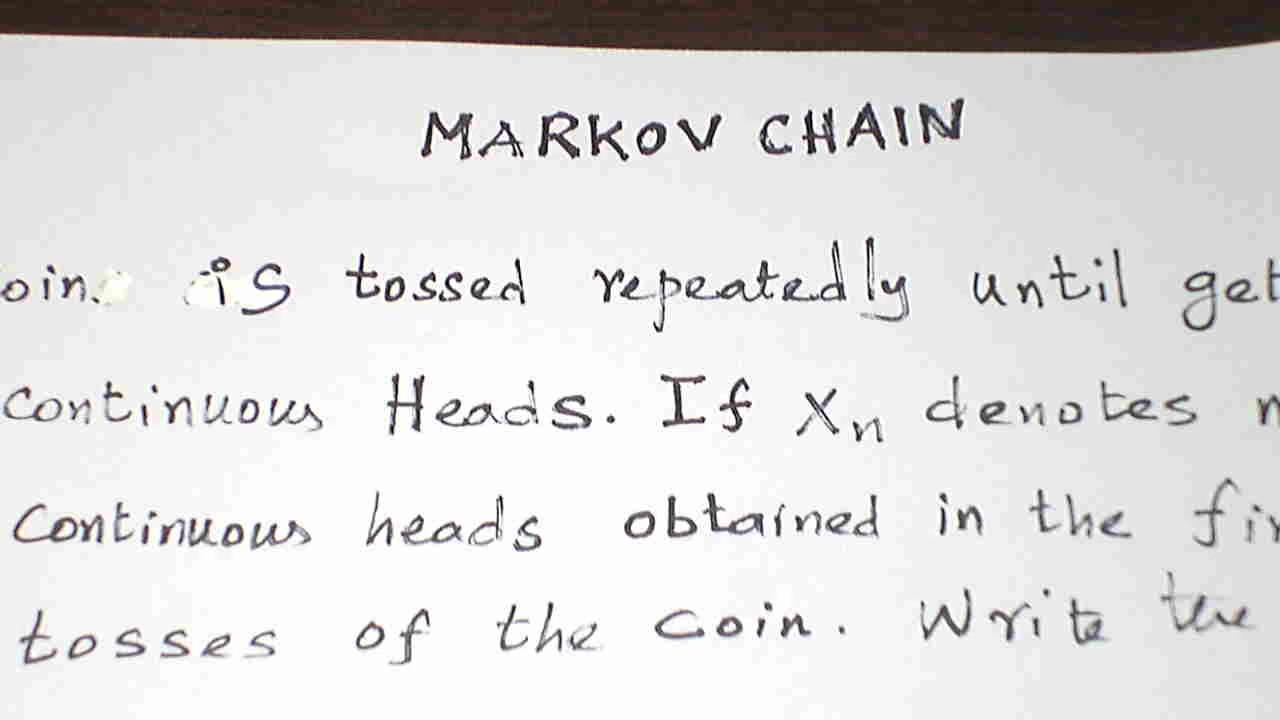 MARKOV CHAIN
oin. is tossed repeatedly until get
continuous Heads. If Xn denotes n
continuous heads obtained in the fir
tosses of the coin. Write the